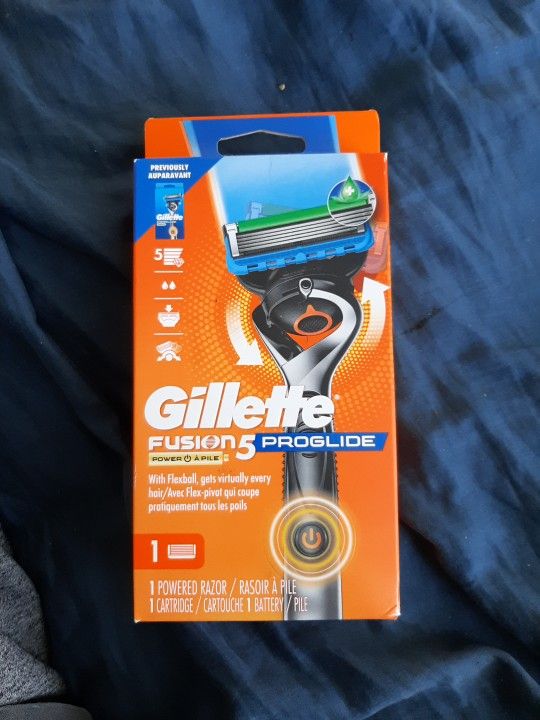 PREVIOUSLY
AUPARAVANT
Gillette
5
Gillette
FUSION5 PROGLIDE
POWER À PILE
With Flexball, gets virtually every
hair/Avec Flex-pivot qui coupe
pratiquement tous les poils
1
1 POWERED RAZOR / RASOIR À PILE
1 CARTRIDGE / CARTOUCHE 1 BATTERY / PILE